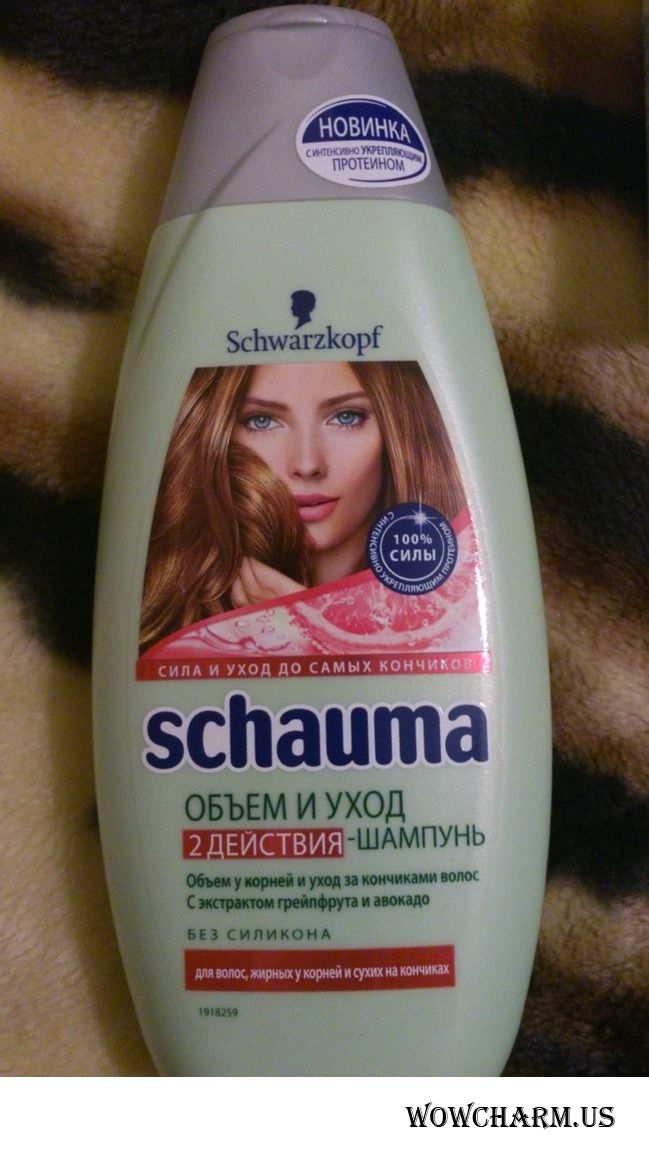 НОВИНКА
С ИНТЕНСИВНО УКРЕПЛЯЮЩИМ
ПРОТЕИНОМ
Schwarzkopf
100%
СИЛЫ
С ИНТЕНСИВНО УКРЕПЛЯЮЩИМ ПРОТЕИНОМ
СИЛА И УХОД ДО САМЫХ КОНЧИКОВ
schauma
ОБЪЕМ И УХОД
2 ДЕЙСТВИЯ-ШАМПУНЬ
Объем у корней и уход за кончиками волос
С экстрактом грейпфрута и авокадо
БЕЗ СИЛИКОНА
для волос, жирных у корней и сухих на кончиках
1918259
WOWCHARM.US